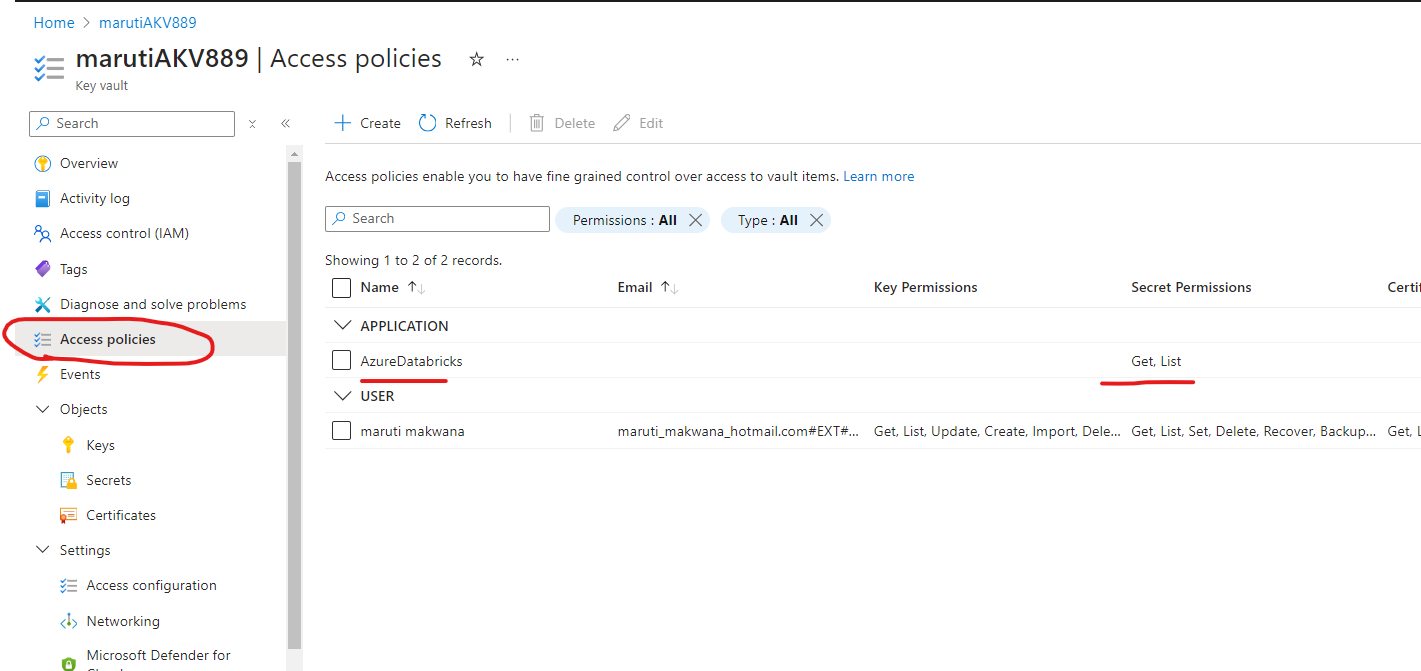 Home > marutiAKV889
marutiAKV889 | Access policies ☆ ...
Key vault
Search
Overview
Activity log
Access control (IAM)
Tags
Diagnose and solve problems
Access policies
Events
Objects
Keys
Secrets
Certificates
Settings
Access configuration
Networking
Microsoft Defender for
Create Refresh Delete Edit
Access policies enable you to have fine grained control over access to vault items. Learn more
Search Permissions : All Type : All
Showing 1 to 2 of 2 records.
Name Email Key Permissions Secret Permissions Certi
APPLICATION
AzureDatabricks Get, List
USER
maruti makwana maruti_makwana_hotmail.com#EXT#... Get, List, Update, Create, Import, Dele... Get, List, Set, Delete, Recover, Backup... Get, L